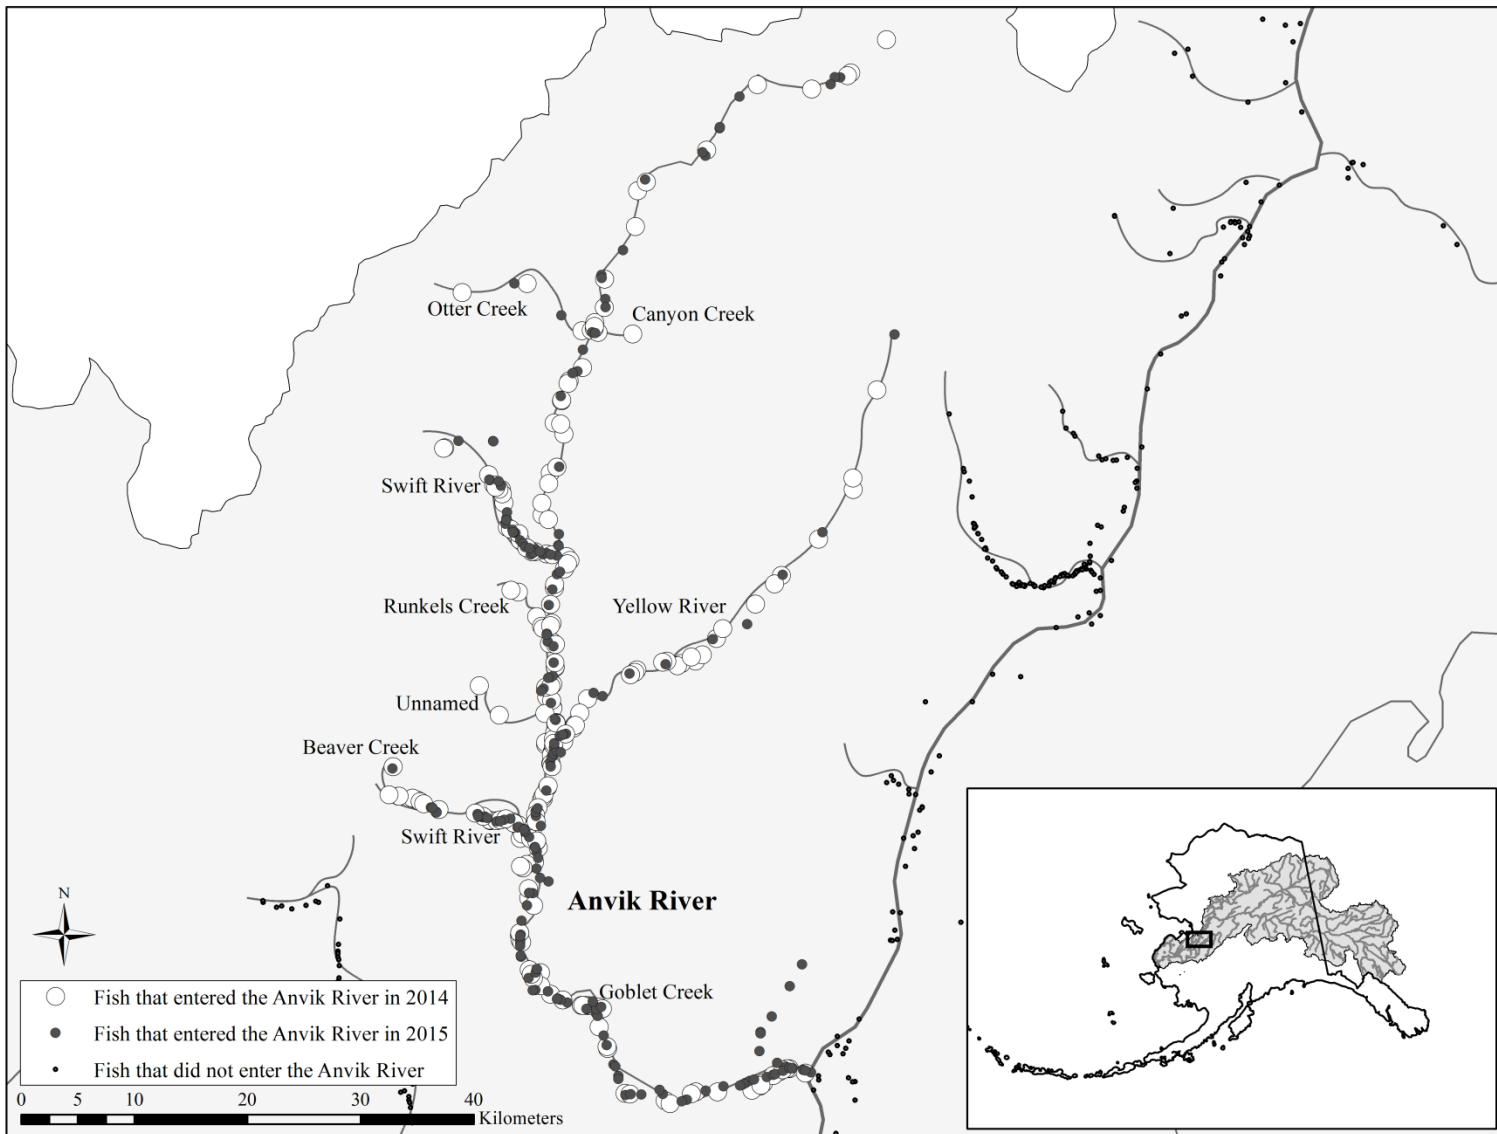 Otter Creek
Canyon Creek
Swift River
Runkels Creek
Yellow River
Unnamed
Beaver Creek
Swift River
Anvik River
N
Goblet Creek
Fish that entered the Anvik River in 2014
Fish that entered the Anvik River in 2015
Fish that did not enter the Anvik River
0 5 10 20 30 40
Kilometers